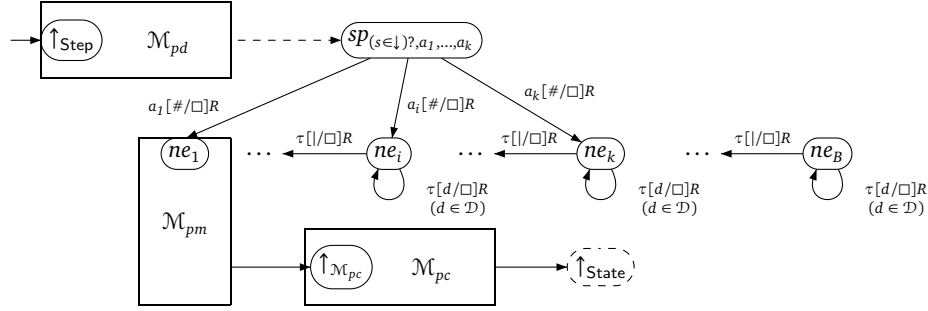 ↑Step ℳpd sp(s∈↓)?,a1,…,ak
a1[#/□]R ai[#/□]R ak[#/□]R
ne1 … τ[|/□]R nei … τ[|/□]R nek … τ[|/□]R neB
τ[d/□]R τ[d/□]R τ[d/□]R
(d ∈ 𝒟) (d ∈ 𝒟) (d ∈ 𝒟)
ℳpm
↑ℳpc ℳpc ↑State